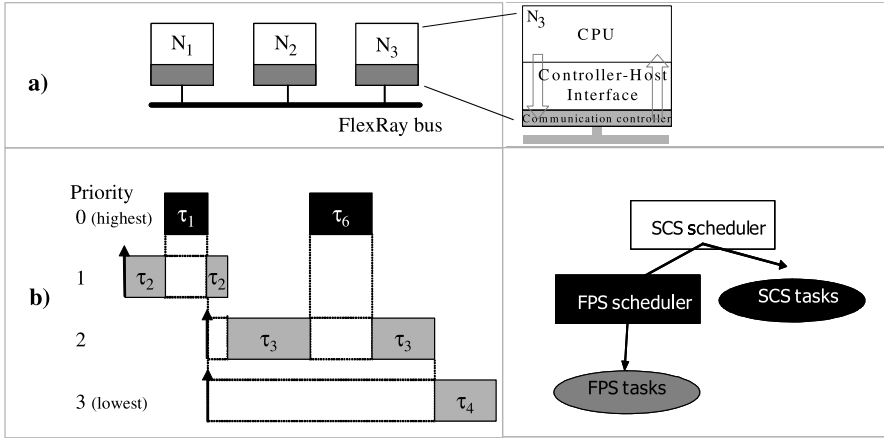 a)
N1
N2
N3
FlexRay bus
N3
CPU
Controller-Host
Interface
Communication controller
b)
Priority
0 (highest)
τ1
τ6
1
τ2
τ2
2
τ3
τ3
3 (lowest)
τ4
SCS scheduler
FPS scheduler
SCS tasks
FPS tasks